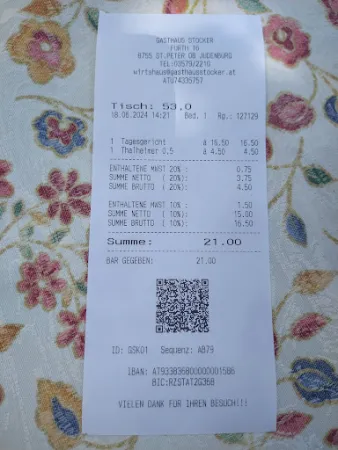 GASTHAUS STOCKER
FURTH 16
8755 ST.PETER OB JUDENBURG
TEL:03579/2210
wirtshaus@gasthausstocker.at
ATU74335757
Tisch: 53.0
18.06.2024 14:21 Bed. 1 Rg.: 127129
1 Tagesgericht à 16.50 16.50
1 Thalheimer 0.5 à 4.50 4.50
ENTHALTENE MWST 20% : 0.75
SUMME NETTO ( 20%): 3.75
SUMME BRUTTO ( 20%): 4.50
ENTHALTENE MWST 10% : 1.50
SUMME NETTO ( 10%): 15.00
SUMME BRUTTO ( 10%): 16.50
Summe: 21.00
BAR GEGEBEN: 21.00
ID: GSK01 Sequenz: AB79
IBAN: AT933836800000001586
BIC:RZSTAT2G368
VIELEN DANK FÜR IHREN BESUCH!!!